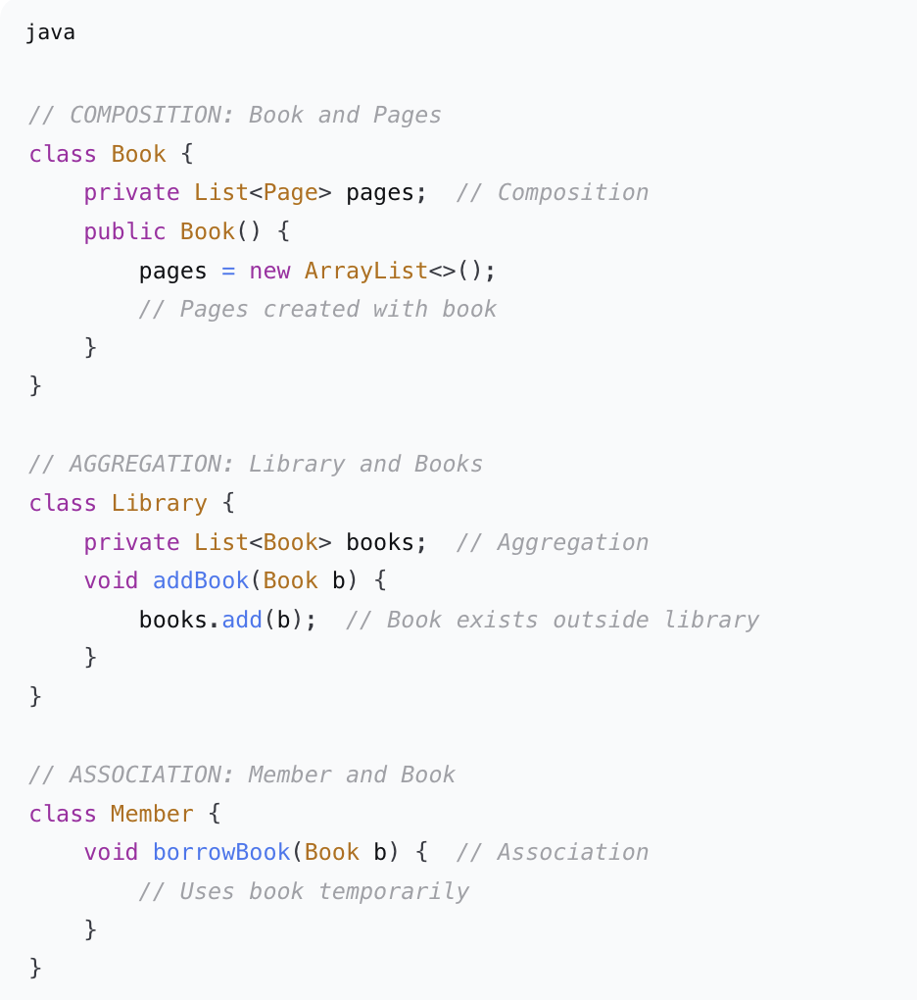 java
// COMPOSITION: Book and Pages
class Book {
    private List<Page> pages;  // Composition
    public Book() {
        pages = new ArrayList<>();
        // Pages created with book
    }
}
// AGGREGATION: Library and Books
class Library {
    private List<Book> books;  // Aggregation
    void addBook(Book b) {
        books.add(b);  // Book exists outside library
    }
}
// ASSOCIATION: Member and Book
class Member {
    void borrowBook(Book b) {  // Association
        // Uses book temporarily
    }
}